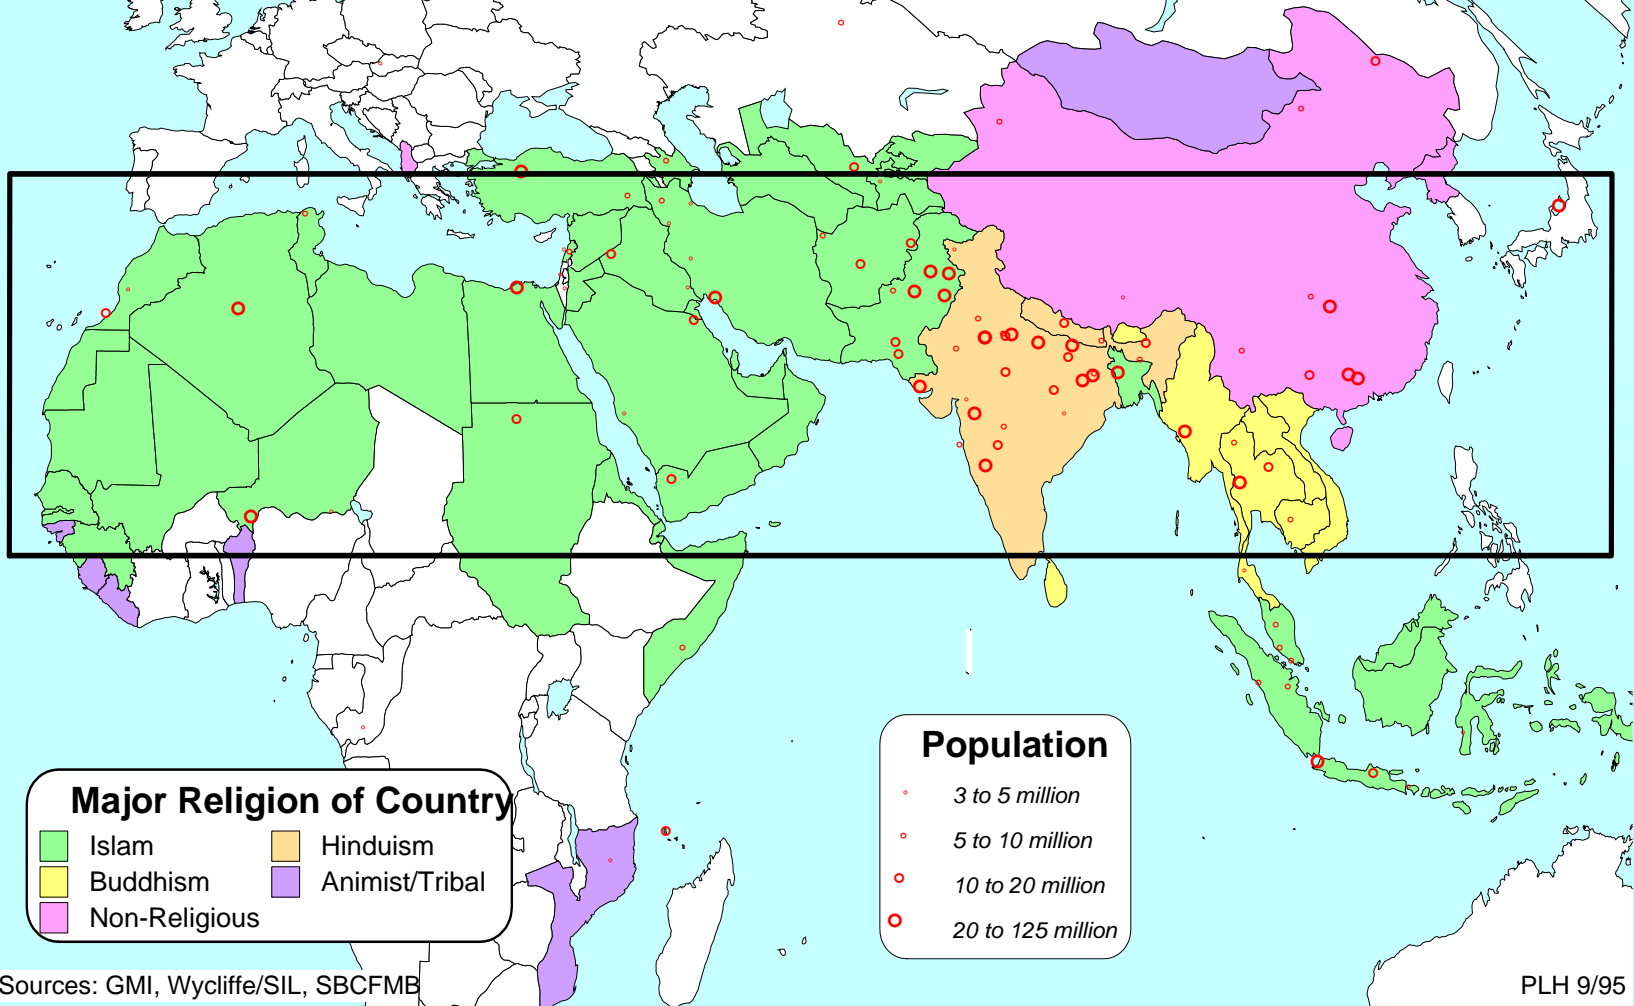 Population
3 to 5 million
5 to 10 million
10 to 20 million
20 to 125 million
Major Religion of Country
Islam
Hinduism
Buddhism
Animist/Tribal
Non-Religious
Sources: GMI, Wycliffe/SIL, SBCFMB
PLH 9/95